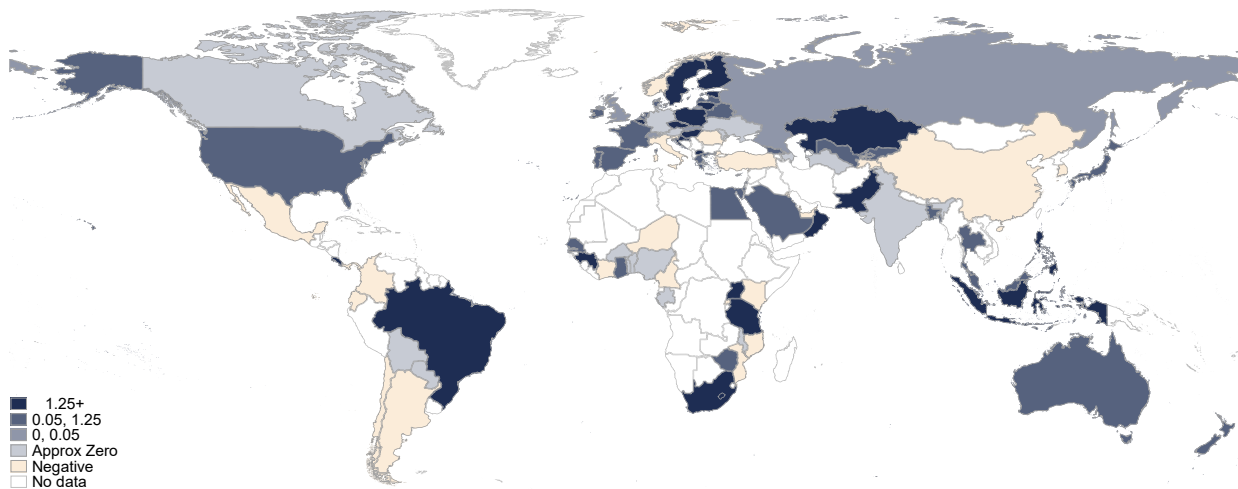 1.25+
0.05, 1.25
0, 0.05
Approx Zero
Negative
No data